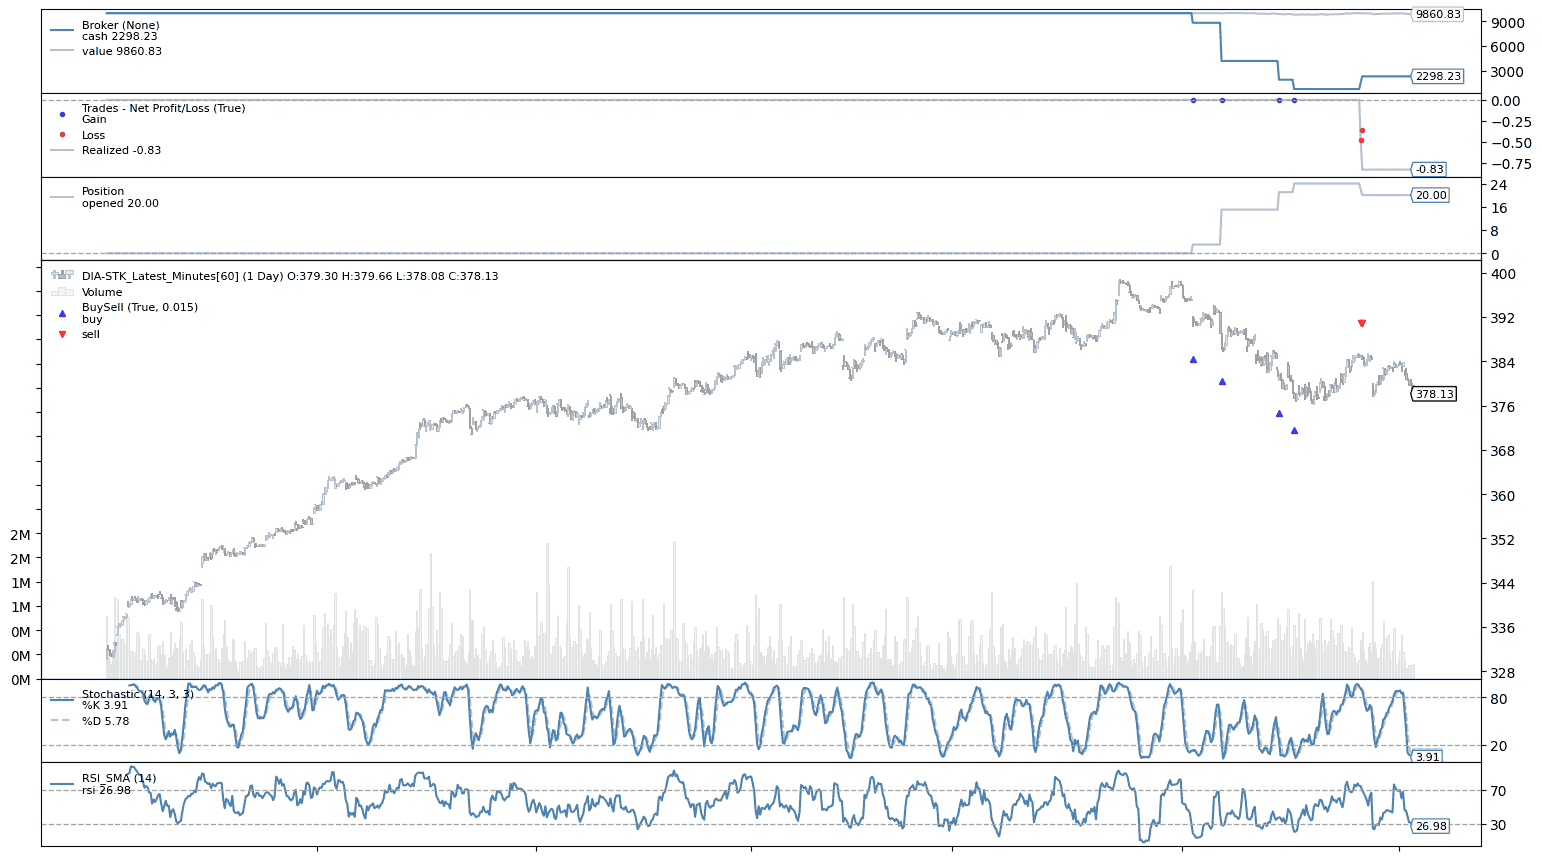 Broker (None)
cash 2298.23
value 9860.83
9860.83
9000
6000
3000
2298.23
Trades - Net Profit/Loss (True)
Gain
Loss
Realized -0.83
0.00
−0.25
−0.50
−0.75
-0.83
Position
opened 20.00
24
20.00
16
8
0
DIA-STK_Latest_Minutes[60] (1 Day) O:379.30 H:379.66 L:378.08 C:378.13
Volume
BuySell (True, 0.015)
buy
sell
400
392
384
378.13
376
368
360
352
344
336
328
2M
2M
1M
1M
0M
0M
0M
Stochastic (14, 3, 3)
%K 3.91
%D 5.78
80
20
3.91
RSI_SMA (14)
rsi 26.98
70
30
26.98